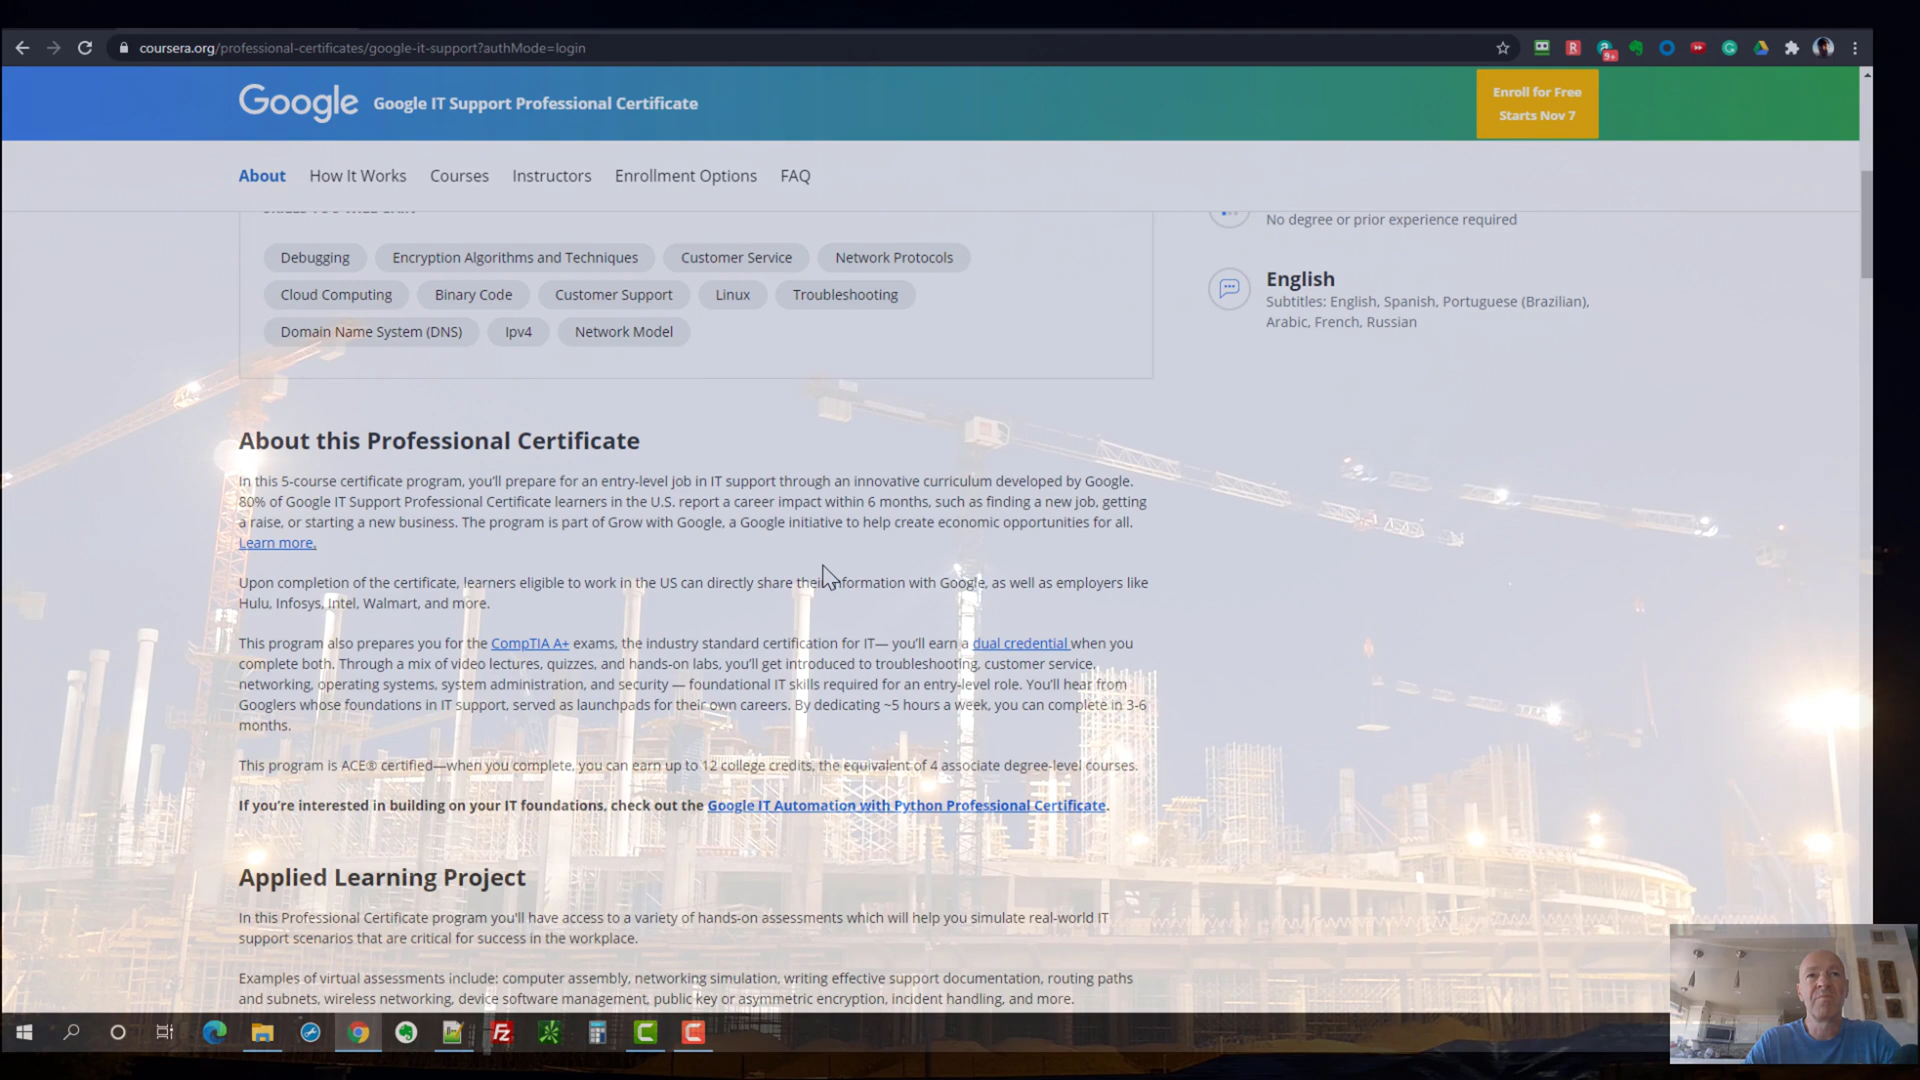 coursera.org/professional-certificates/google-it-support?authMode=login
9+
Google Google IT Support Professional Certificate
Enroll for Free
Starts Nov 7
About How It Works Courses Instructors Enrollment Options FAQ
SKILLS YOU WILL GAIN
No degree or prior experience required
Debugging Encryption Algorithms and Techniques Customer Service Network Protocols
Cloud Computing Binary Code Customer Support Linux Troubleshooting
Domain Name System (DNS) Ipv4 Network Model
English
Subtitles: English, Spanish, Portuguese (Brazilian),
Arabic, French, Russian
About this Professional Certificate
In this 5-course certificate program, you'll prepare for an entry-level job in IT support through an innovative curriculum developed by Google.
80% of Google IT Support Professional Certificate learners in the U.S. report a career impact within 6 months, such as finding a new job, getting
a raise, or starting a new business. The program is part of Grow with Google, a Google initiative to help create economic opportunities for all.
Learn more.
Upon completion of the certificate, learners eligible to work in the US can directly share their information with Google, as well as employers like
Hulu, Infosys, Intel, Walmart, and more.
This program also prepares you for the CompTIA A+ exams, the industry standard certification for IT— you'll earn a dual credential when you
complete both. Through a mix of video lectures, quizzes, and hands-on labs, you'll get introduced to troubleshooting, customer service,
networking, operating systems, system administration, and security — foundational IT skills required for an entry-level role. You'll hear from
Googlers whose foundations in IT support, served as launchpads for their own careers. By dedicating ~5 hours a week, you can complete in 3-6
months.
This program is ACE® certified—when you complete, you can earn up to 12 college credits, the equivalent of 4 associate degree-level courses.
If you're interested in building on your IT foundations, check out the Google IT Automation with Python Professional Certificate.
Applied Learning Project
In this Professional Certificate program you'll have access to a variety of hands-on assessments which will help you simulate real-world IT
support scenarios that are critical for success in the workplace.
Examples of virtual assessments include: computer assembly, networking simulation, writing effective support documentation, routing paths
and subnets, wireless networking, device software management, public key or asymmetric encryption, incident handling, and more.